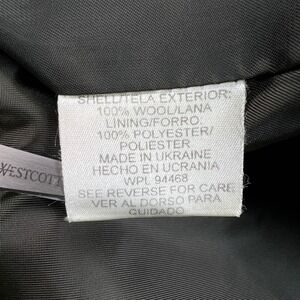 SHELL/TELA EXTERIOR:
100% WOOL/LANA
LINING/FORRO:
100% POLYESTER/
POLIESTER
MADE IN UKRAINE
HECHO EN UCRANIA
WPL 94468
SEE REVERSE FOR CARE
VER AL DORSO PARA
CUIDADO